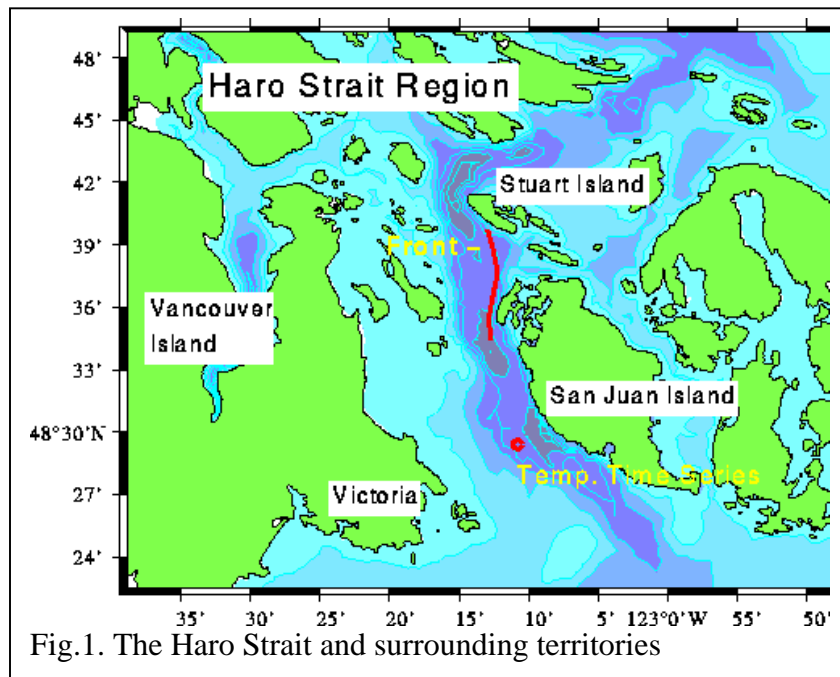 48'
Haro Strait Region
45'
42'
Stuart Island
39'
Front –
36'
Vancouver
Island
33'
San Juan Island
48°30'N
Temp. Time Series
27'
Victoria
24'
35' 30' 25' 20' 15' 10' 5' 123°0'W 55' 50'
Fig.1. The Haro Strait and surrounding territories